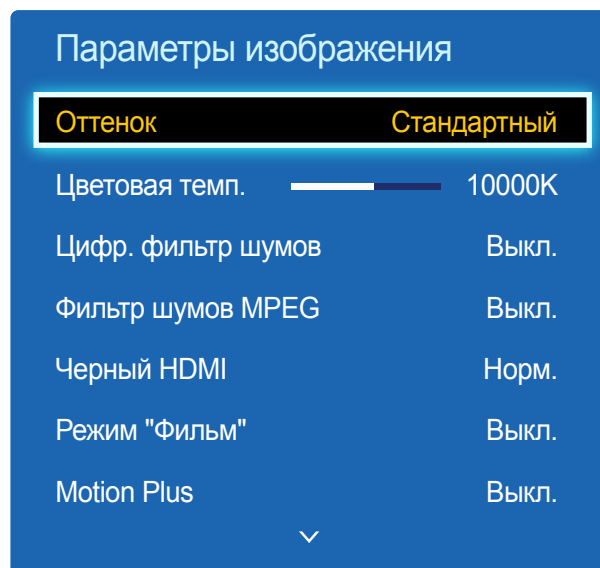 Параметры изображения
Оттенок Стандартный
Цветовая темп. 10000K
Цифр. фильтр шумов Выкл.
Фильтр шумов MPEG Выкл.
Черный HDMI Норм.
Режим "Фильм" Выкл.
Motion Plus Выкл.